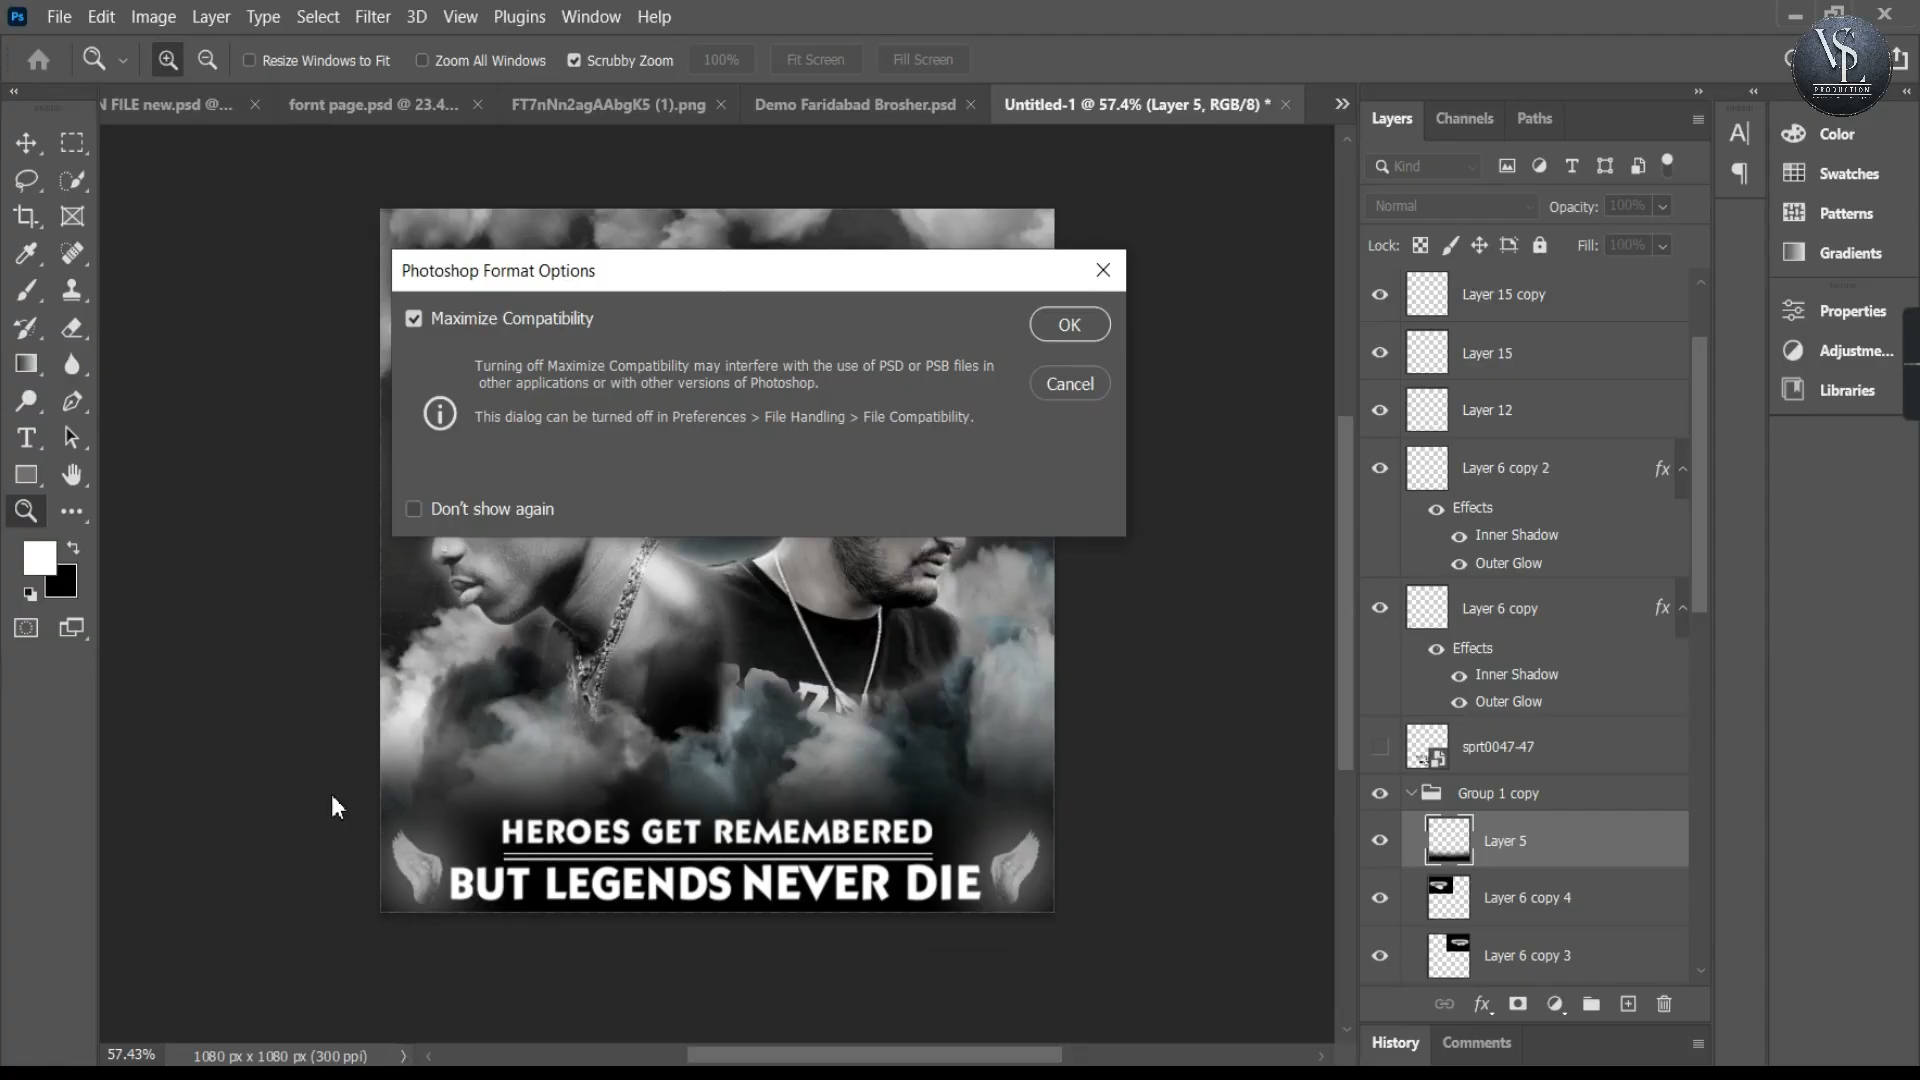 Ps File Edit Image Layer Type Select Filter 3D View Plugins Window Help
Resize Windows to Fit Zoom All Windows Scrubby Zoom 100% Fit Screen Fill Screen
VSL
PRODUCTION
N FILE new.psd @... fornt page.psd @ 23.4... FT7nNn2agAAbgK5 (1).png Demo Faridabad Brosher.psd Untitled-1 @ 57.4% (Layer 5, RGB/8) *
Layers Channels Paths
Kind
Normal Opacity: 100%
Lock: Fill: 100%
Layer 15 copy
Layer 15
Layer 12
Layer 6 copy 2 fx
Effects
Inner Shadow
Outer Glow
Layer 6 copy fx
Effects
Inner Shadow
Outer Glow
sprt0047-47
Group 1 copy
Layer 5
Layer 6 copy 4
Layer 6 copy 3
fx
History Comments
Color
Swatches
Patterns
Gradients
Properties
Adjustme...
Libraries
Photoshop Format Options
Maximize Compatibility
OK
Turning off Maximize Compatibility may interfere with the use of PSD or PSB files in
other applications or with other versions of Photoshop.
Cancel
This dialog can be turned off in Preferences > File Handling > File Compatibility.
Don't show again
HEROES GET REMEMBERED
BUT LEGENDS NEVER DIE
57.43% 1080 px x 1080 px (300 ppi)